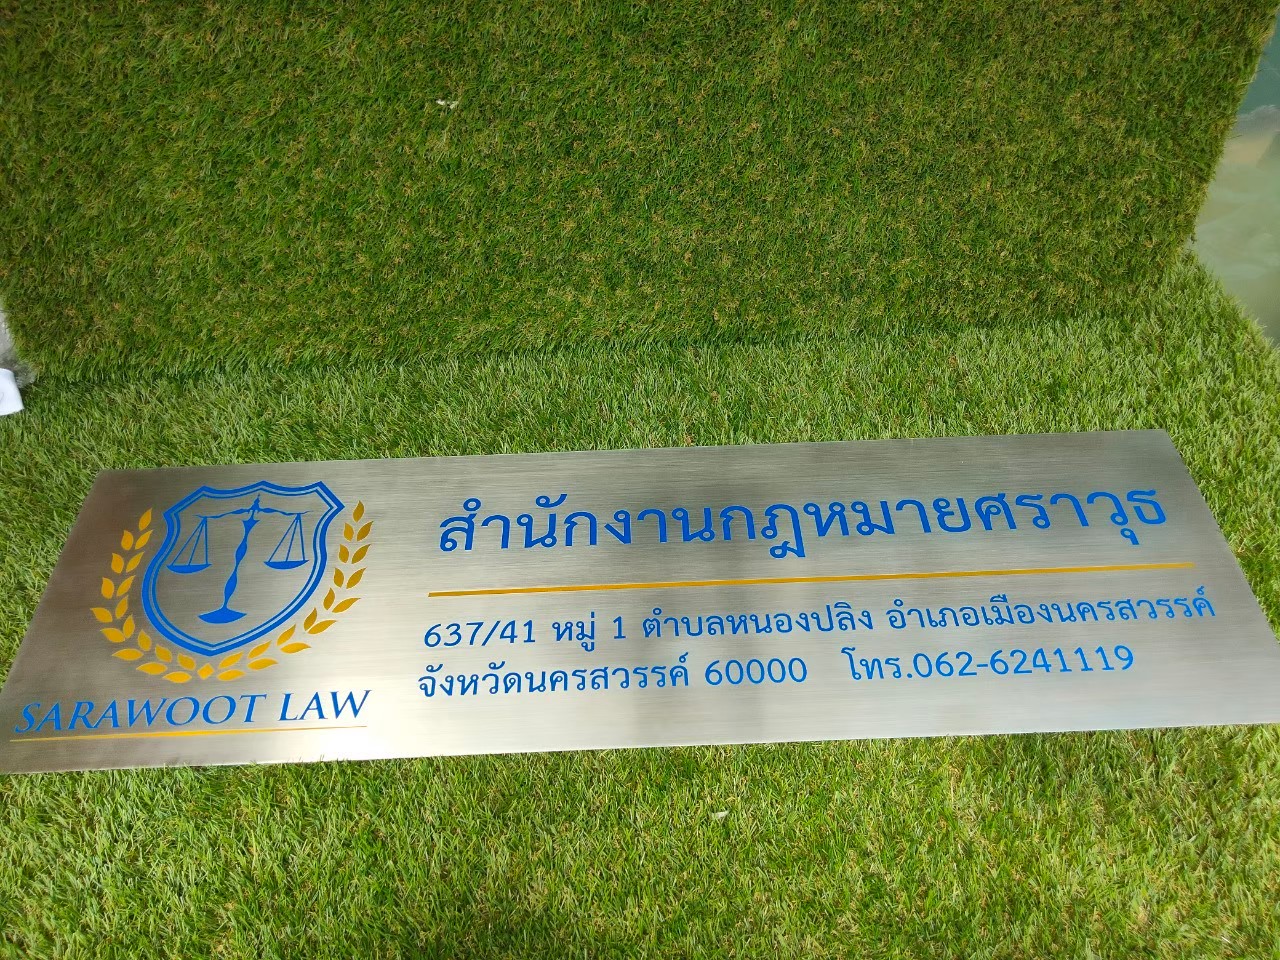 สำนักงานกฎหมายศราวุธ
637/41 หมู่ 1 ตำบลหนองปลิง อำเภอเมืองนครสวรรค์
จังหวัดนครสวรรค์ 60000 โทร.062-6241119
SARAWOOT LAW